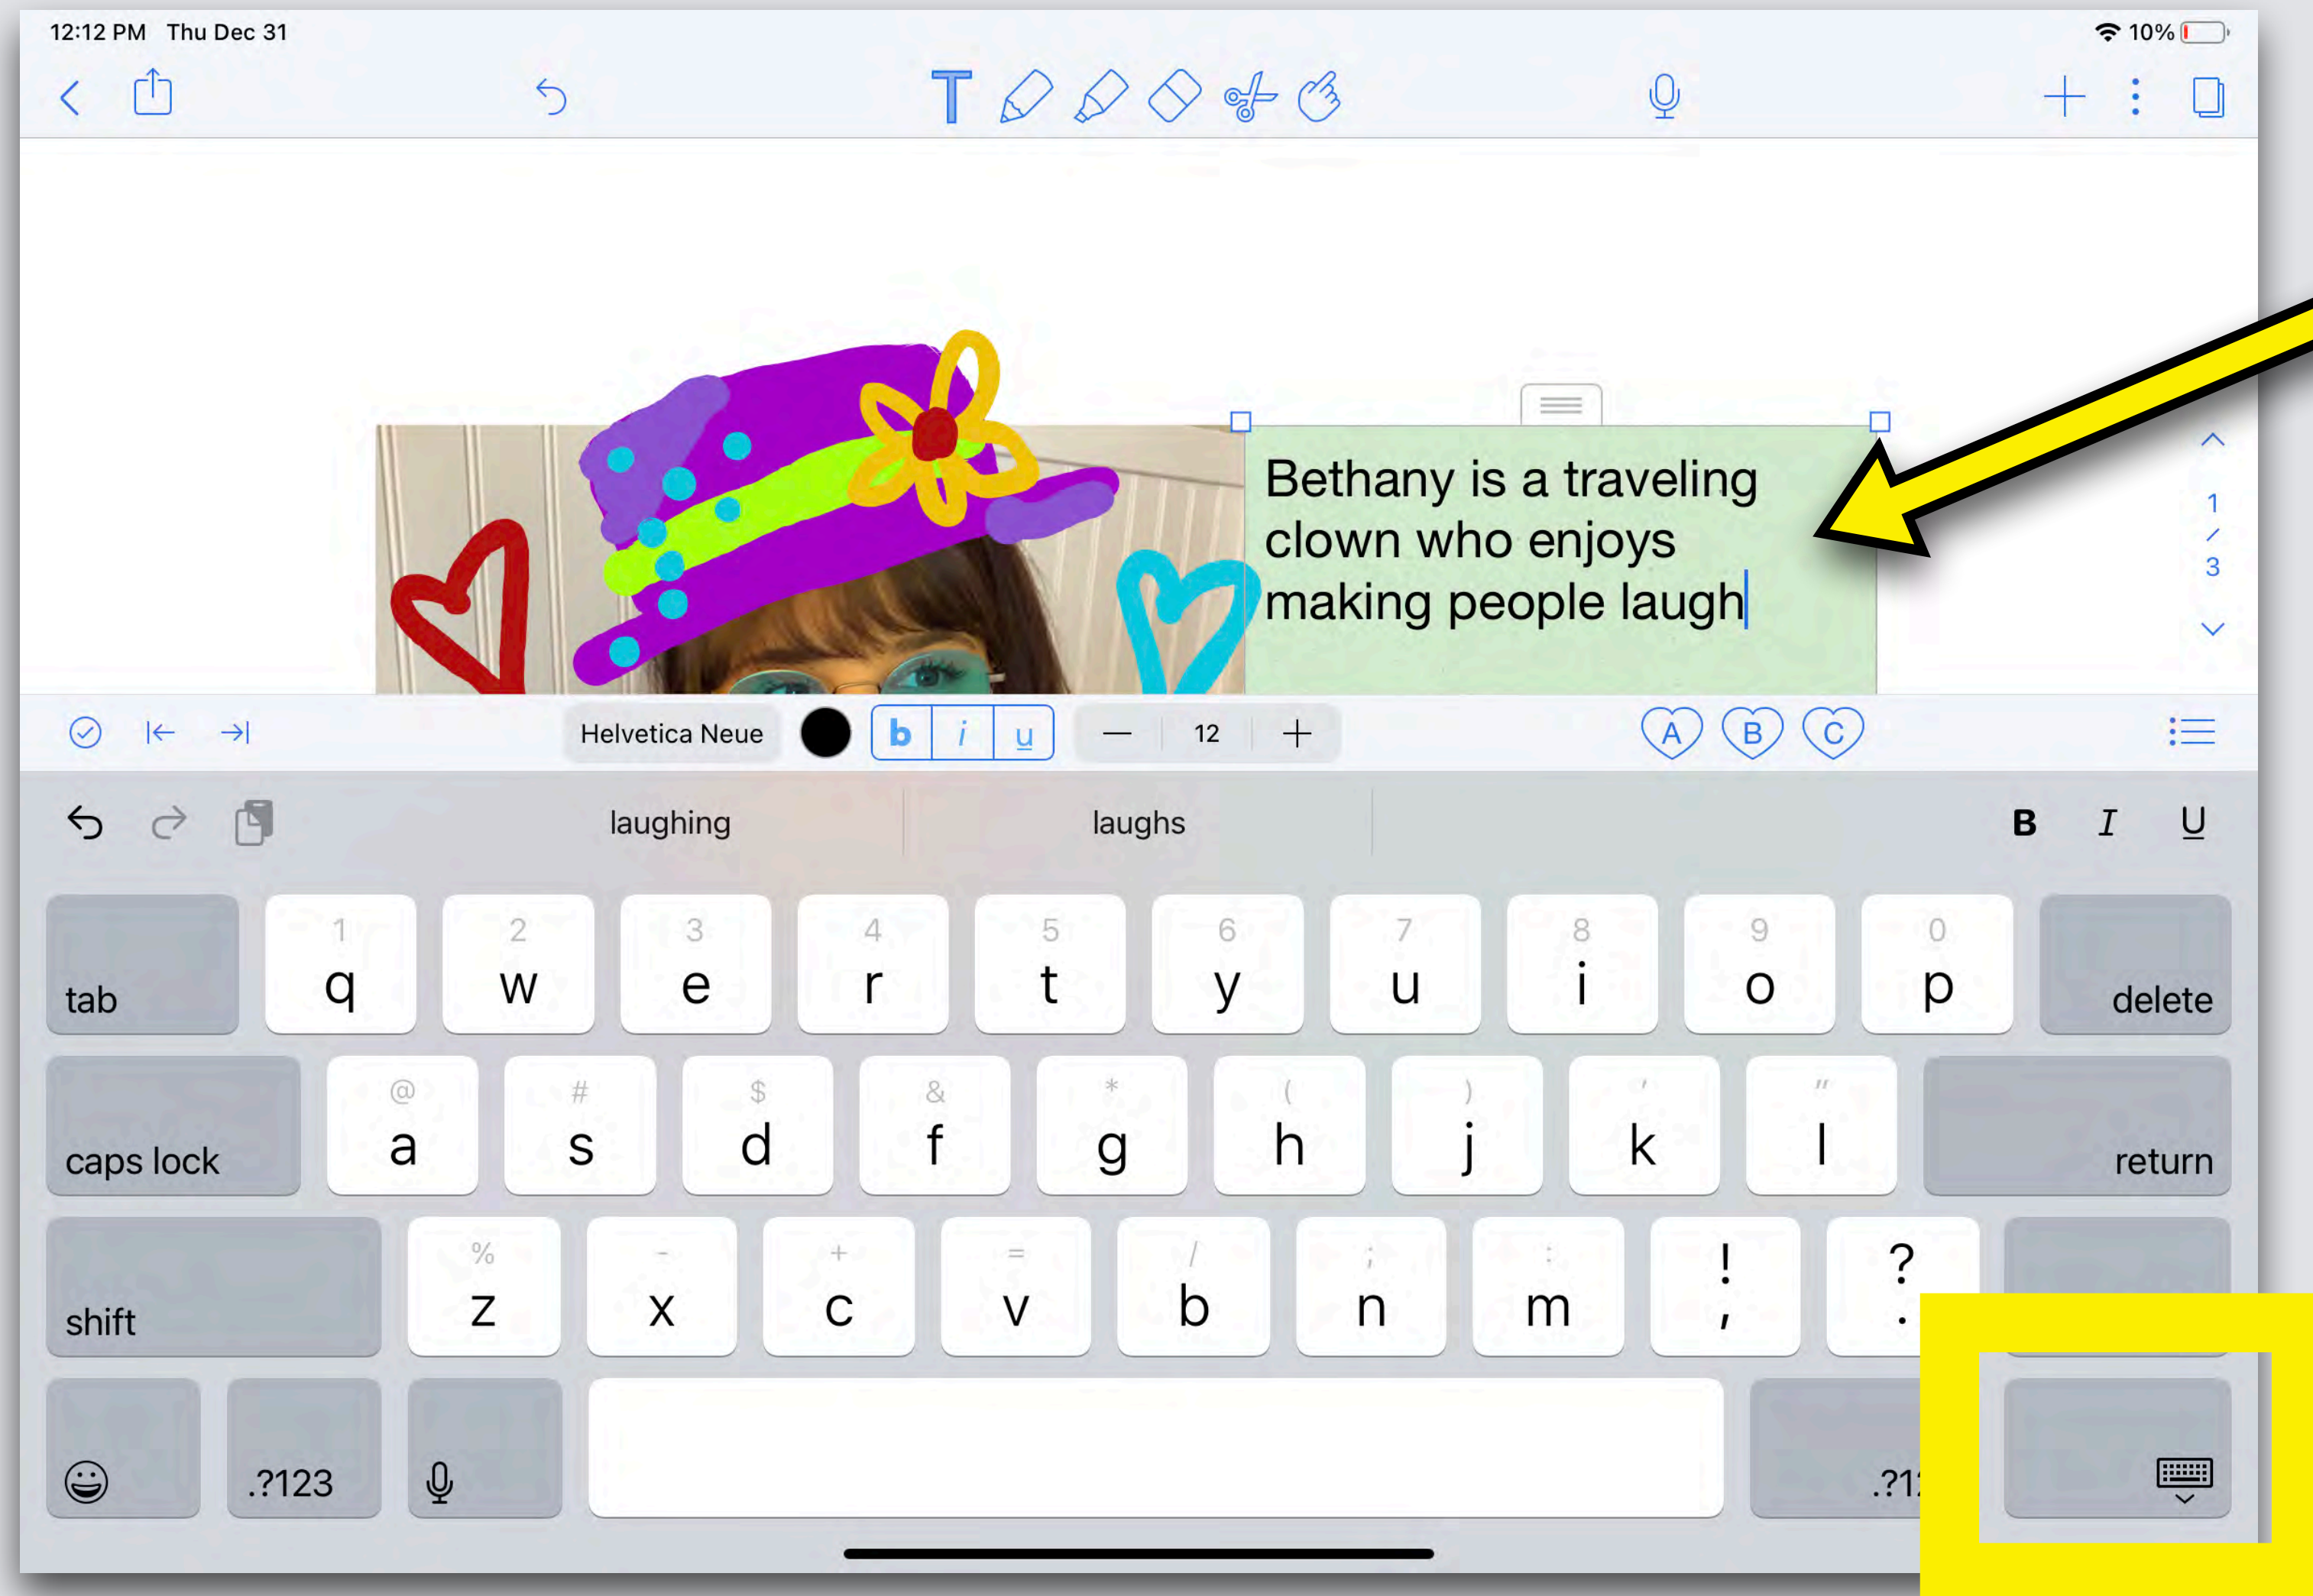 12:12 PM Thu Dec 31 10%
T
Bethany is a traveling
clown who enjoys
making people laugh
1
/
3
Helvetica Neue b i u — 12 + A B C
laughing laughs B I U
1 2 3 4 5 6 7 8 9 0
tab q w e r t y u i o p delete
@ # $ & * ( ) ' "
caps lock a s d f g h j k l return
% - + = / ; : ! ?
shift z x c v b n m , .
.?123 .?12